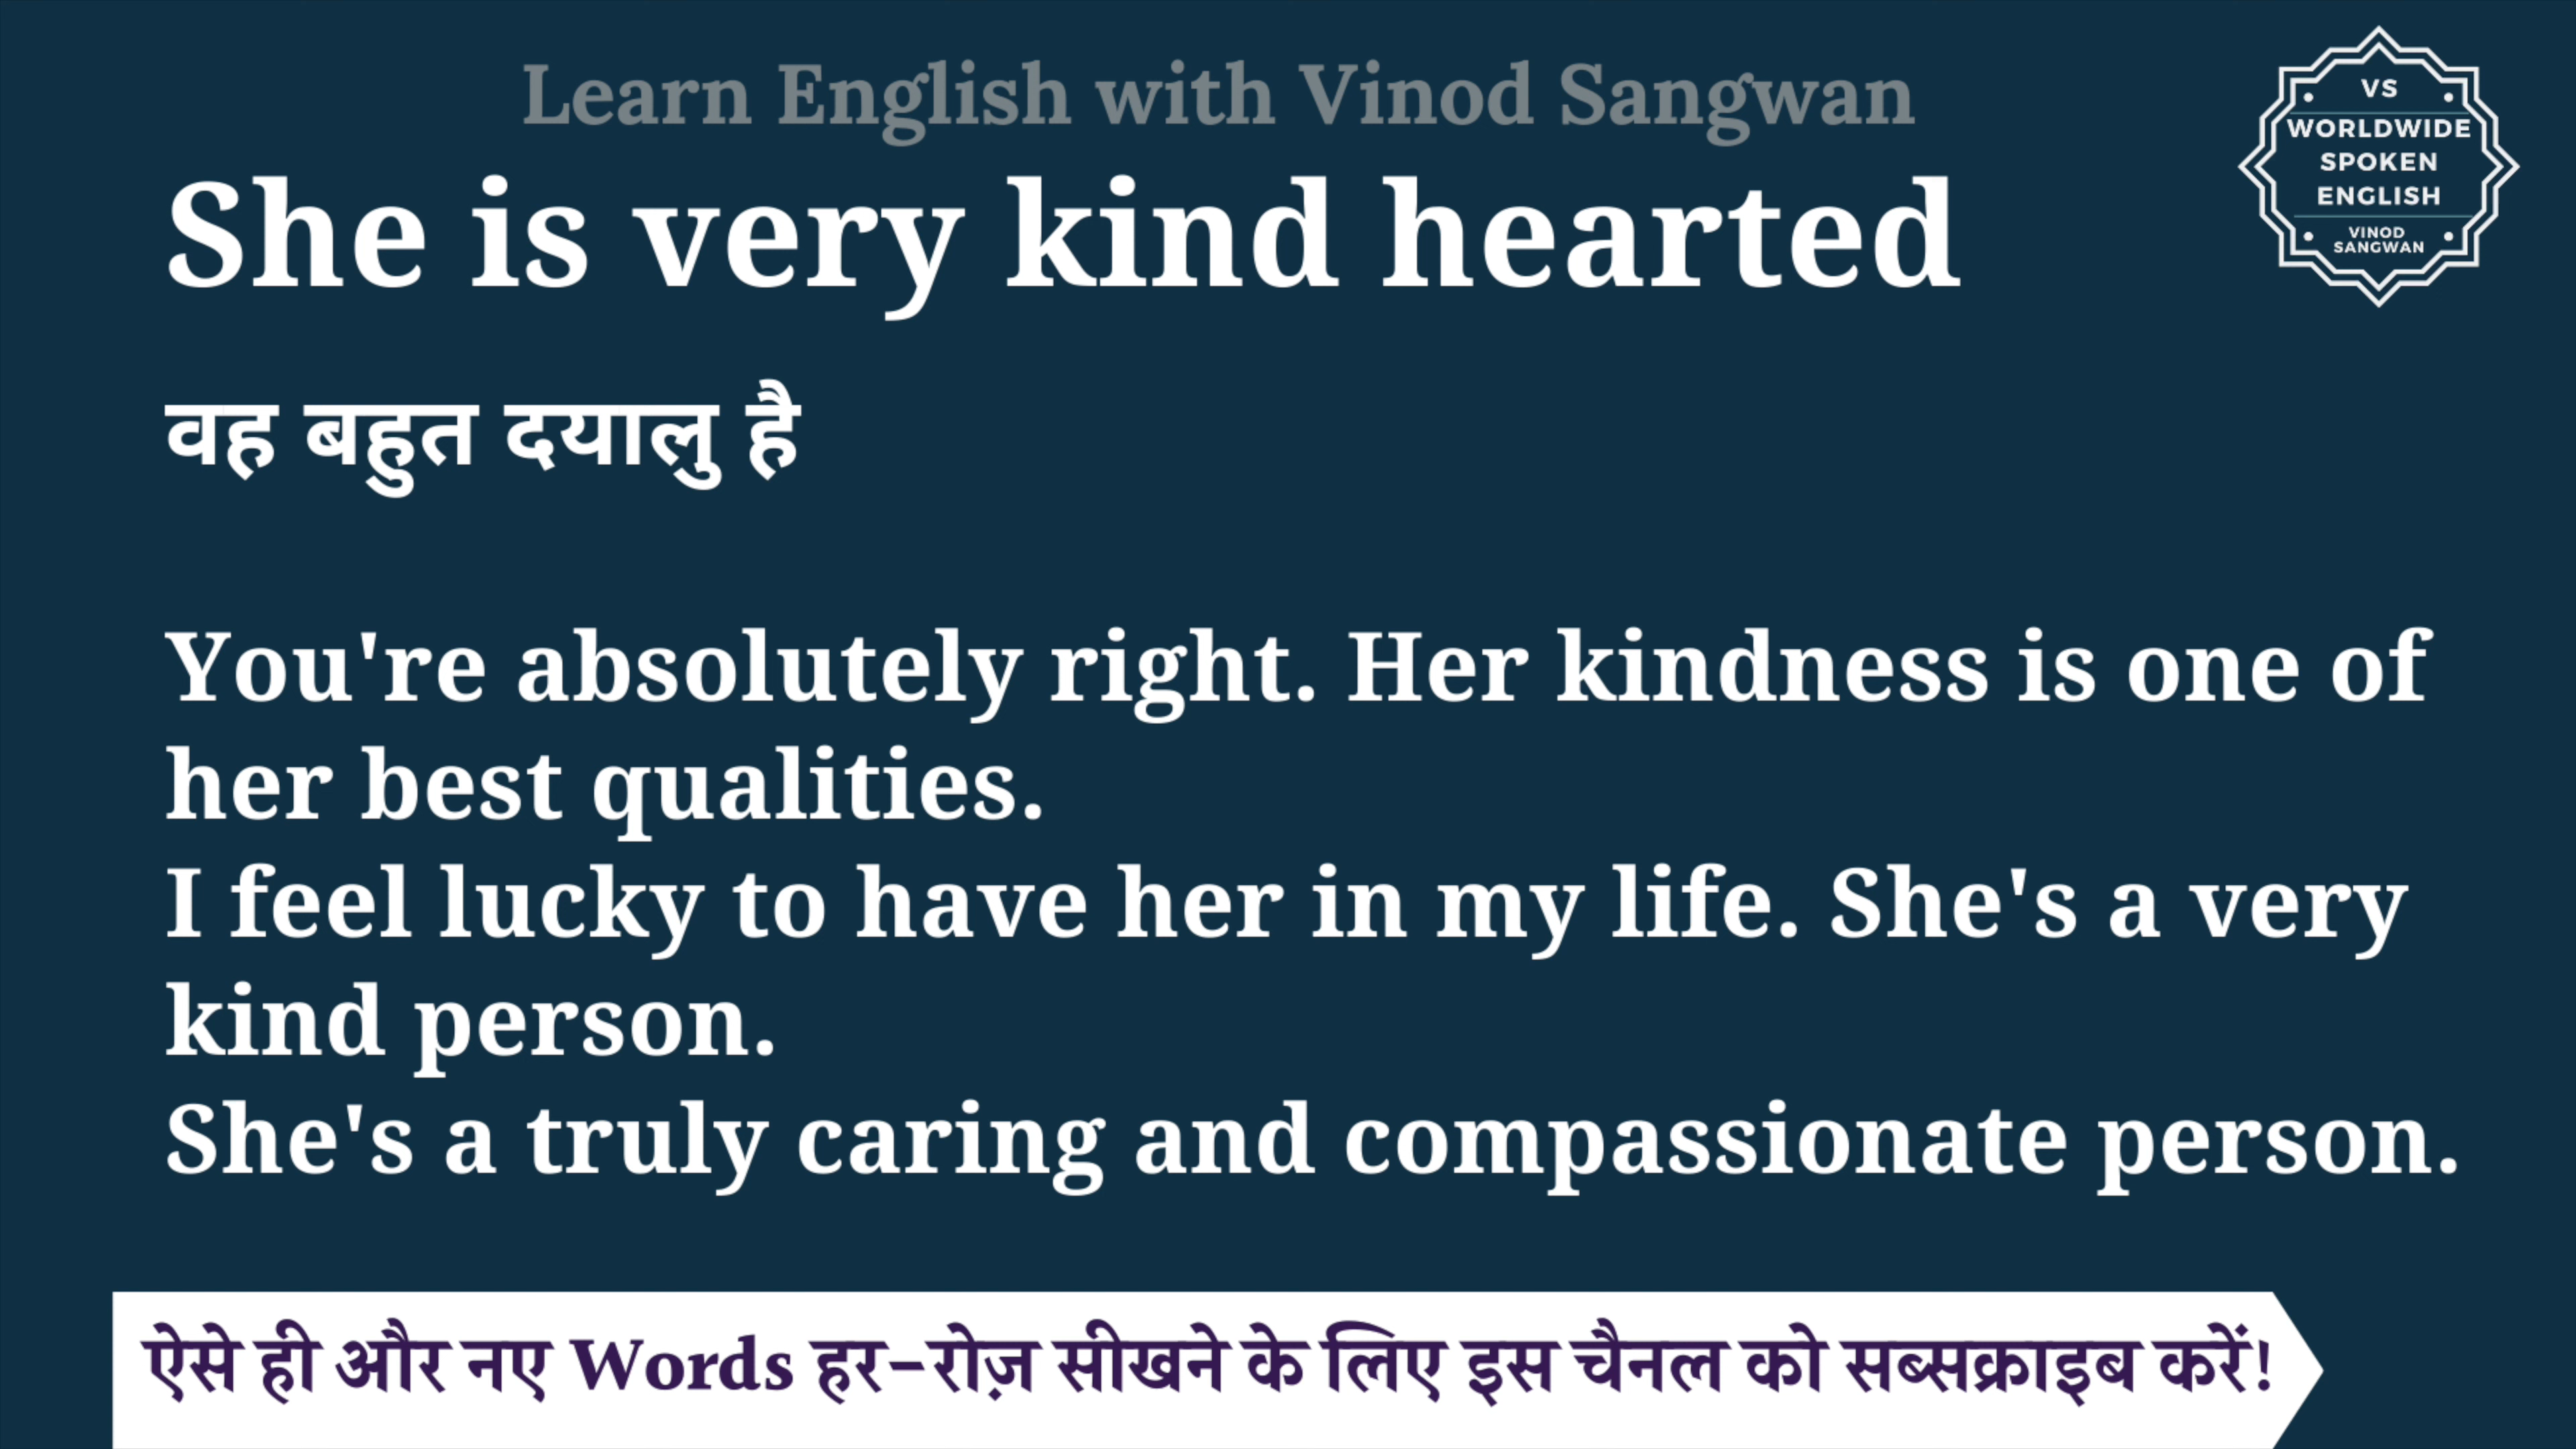 Learn English with Vinod Sangwan
VS
WORLDWIDE
SPOKEN
ENGLISH
VINOD
SANGWAN
She is very kind hearted
वह बहुत दयालु है
You're absolutely right. Her kindness is one of
her best qualities.
I feel lucky to have her in my life. She's a very
kind person.
She's a truly caring and compassionate person.
ऐसे ही और नए Words हर-रोज़ सीखने के लिए इस चैनल को सब्सक्राइब करें!